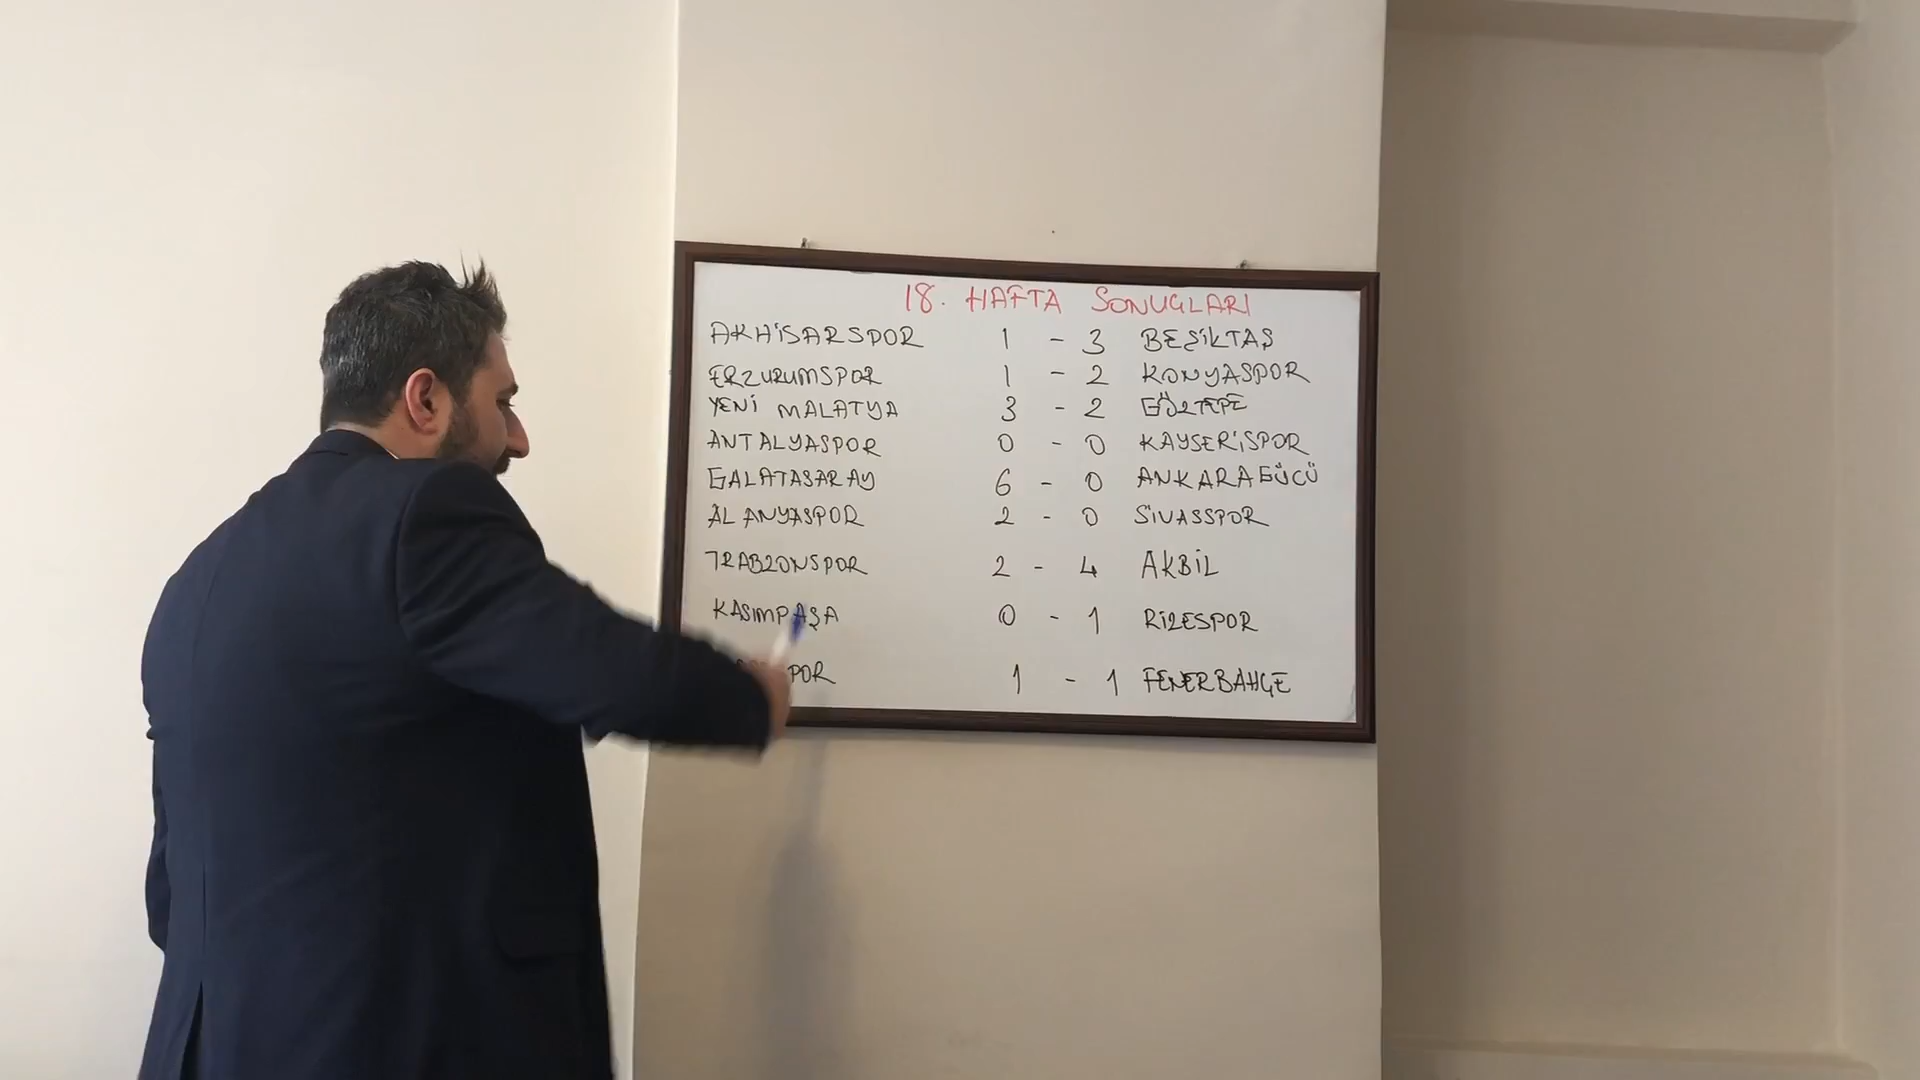 18. HAFTA SONUÇLARI
AKHİSARSPOR 1 - 3 BEŞİKTAŞ
ERZURUMSPOR 1 - 2 KONYASPOR
YENİ MALATYA 3 - 2 GÖZTEPE
ANTALYASPOR 0 - 0 KAYSERİSPOR
GALATASARAY 6 - 0 ANKARAGÜCÜ
ALANYASPOR 2 - 0 SİVASSPOR
TRABZONSPOR 2 - 4 AKBİL
KASIMPAŞA 0 - 1 RİZESPOR
POR 1 - 1 FENERBAHÇE